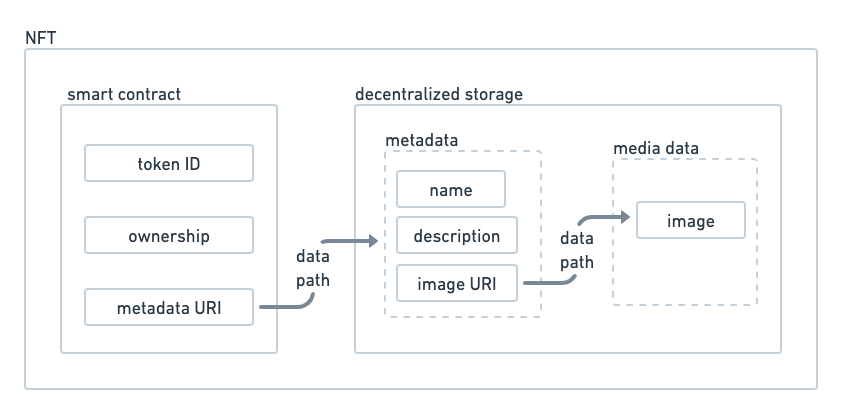 NFT
smart contract
token ID
ownership
metadata URI
data
path
decentralized storage
metadata
name
description
image URI
data
path
media data
image